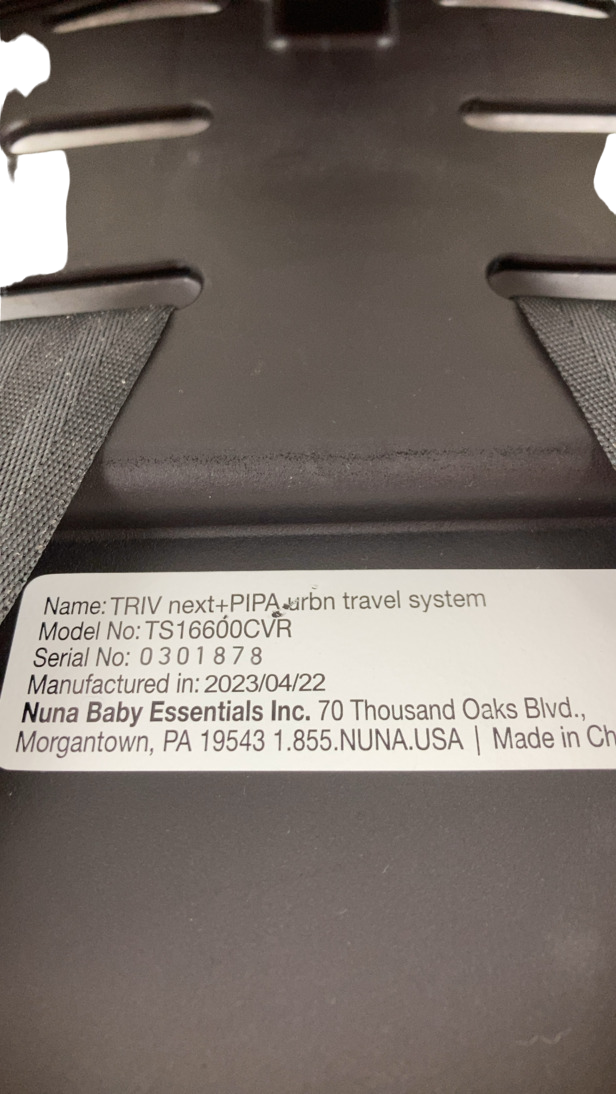 Name: TRIV next+PIPA urbn travel system
Model No: TS16600CVR
Serial No: 0301878
Manufactured in: 2023/04/22
Nuna Baby Essentials Inc. 70 Thousand Oaks Blvd.,
Morgantown, PA 19543 1.855.NUNA.USA | Made in Ch